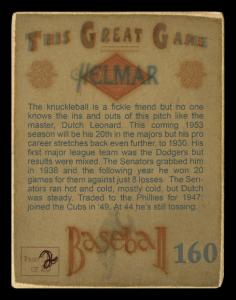 This Great Game
HELMAR
The knuckleball is a fickle friend but no one
knows the ins and outs of this pitch like the
master, Dutch Leonard. This coming 1953
season will be his 20th in the majors but his pro
career stretches back even further, to 1930. His
first major league team was the Dodgers but
results were mixed. The Senators grabbed him
in 1938 and the following year he won 20
games for them against just 8 losses. The Sen-
ators ran hot and cold, mostly cold, but Dutch
was steady. Traded to the Phillies for 1947:
joined the Cubs in '49. At 44 he's still tossing.
Baseball
160